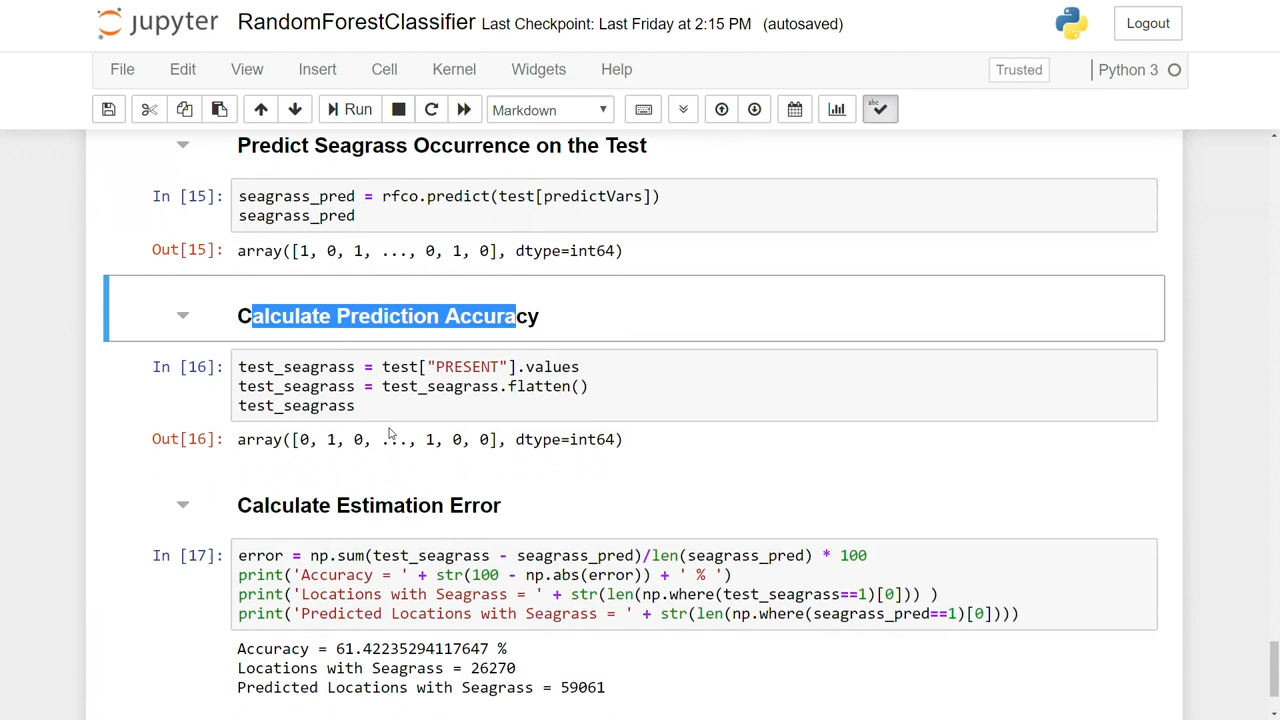 jupyter RandomForestClassifier Last Checkpoint: Last Friday at 2:15 PM (autosaved) Logout
File Edit View Insert Cell Kernel Widgets Help Trusted Python 3
Run Markdown
Predict Seagrass Occurrence on the Test
In [15]: seagrass_pred = rfco.predict(test[predictVars])
seagrass_pred
Out[15]: array([1, 0, 1, ..., 0, 1, 0], dtype=int64)
Calculate Prediction Accuracy
In [16]: test_seagrass = test["PRESENT"].values
test_seagrass = test_seagrass.flatten()
test_seagrass
Out[16]: array([0, 1, 0, ..., 1, 0, 0], dtype=int64)
Calculate Estimation Error
In [17]: error = np.sum(test_seagrass - seagrass_pred)/len(seagrass_pred) * 100
print('Accuracy = ' + str(100 - np.abs(error)) + ' % ')
print('Locations with Seagrass = ' + str(len(np.where(test_seagrass==1)[0])) )
print('Predicted Locations with Seagrass = ' + str(len(np.where(seagrass_pred==1)[0])))
Accuracy = 61.42235294117647 %
Locations with Seagrass = 26270
Predicted Locations with Seagrass = 59061